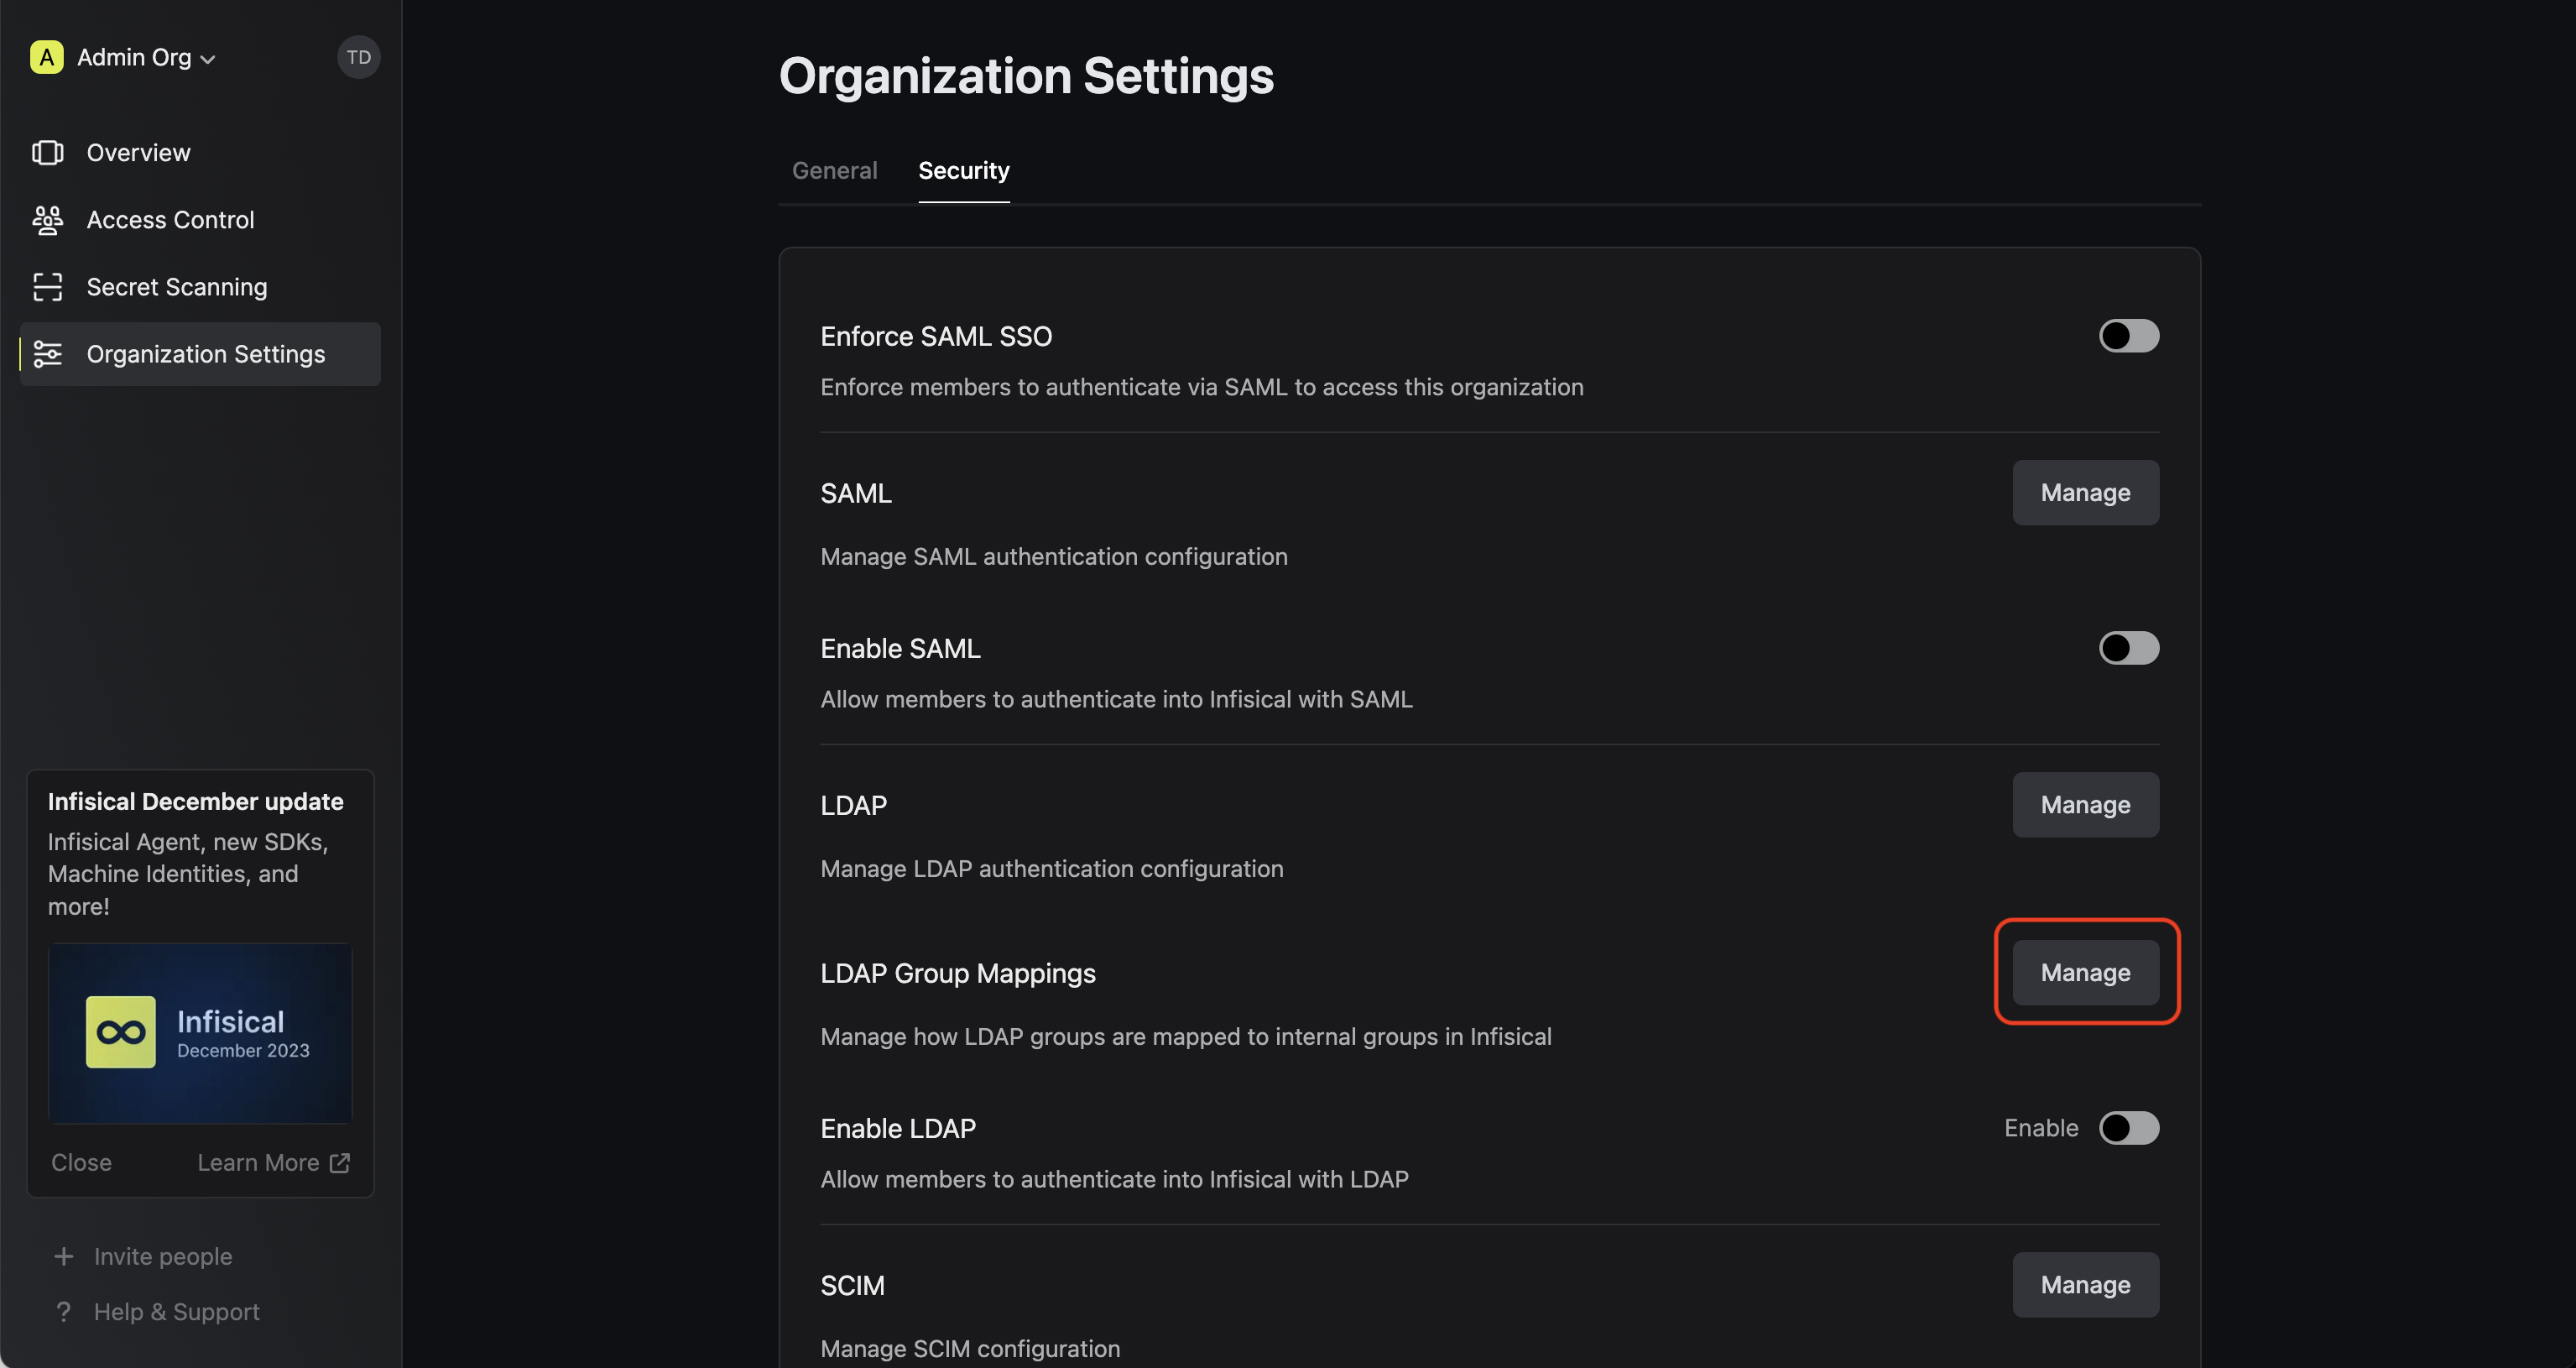 A Admin Org
TD
Overview
Access Control
Secret Scanning
Organization Settings
Infisical December update
Infisical Agent, new SDKs,
Machine Identities, and
more!
Infisical
December 2023
Close
Learn More
Invite people
? Help & Support
Organization Settings
General
Security
Enforce SAML SSO
Enforce members to authenticate via SAML to access this organization
SAML
Manage
Manage SAML authentication configuration
Enable SAML
Allow members to authenticate into Infisical with SAML
LDAP
Manage
Manage LDAP authentication configuration
LDAP Group Mappings
Manage
Manage how LDAP groups are mapped to internal groups in Infisical
Enable LDAP
Enable
Allow members to authenticate into Infisical with LDAP
SCIM
Manage
Manage SCIM configuration